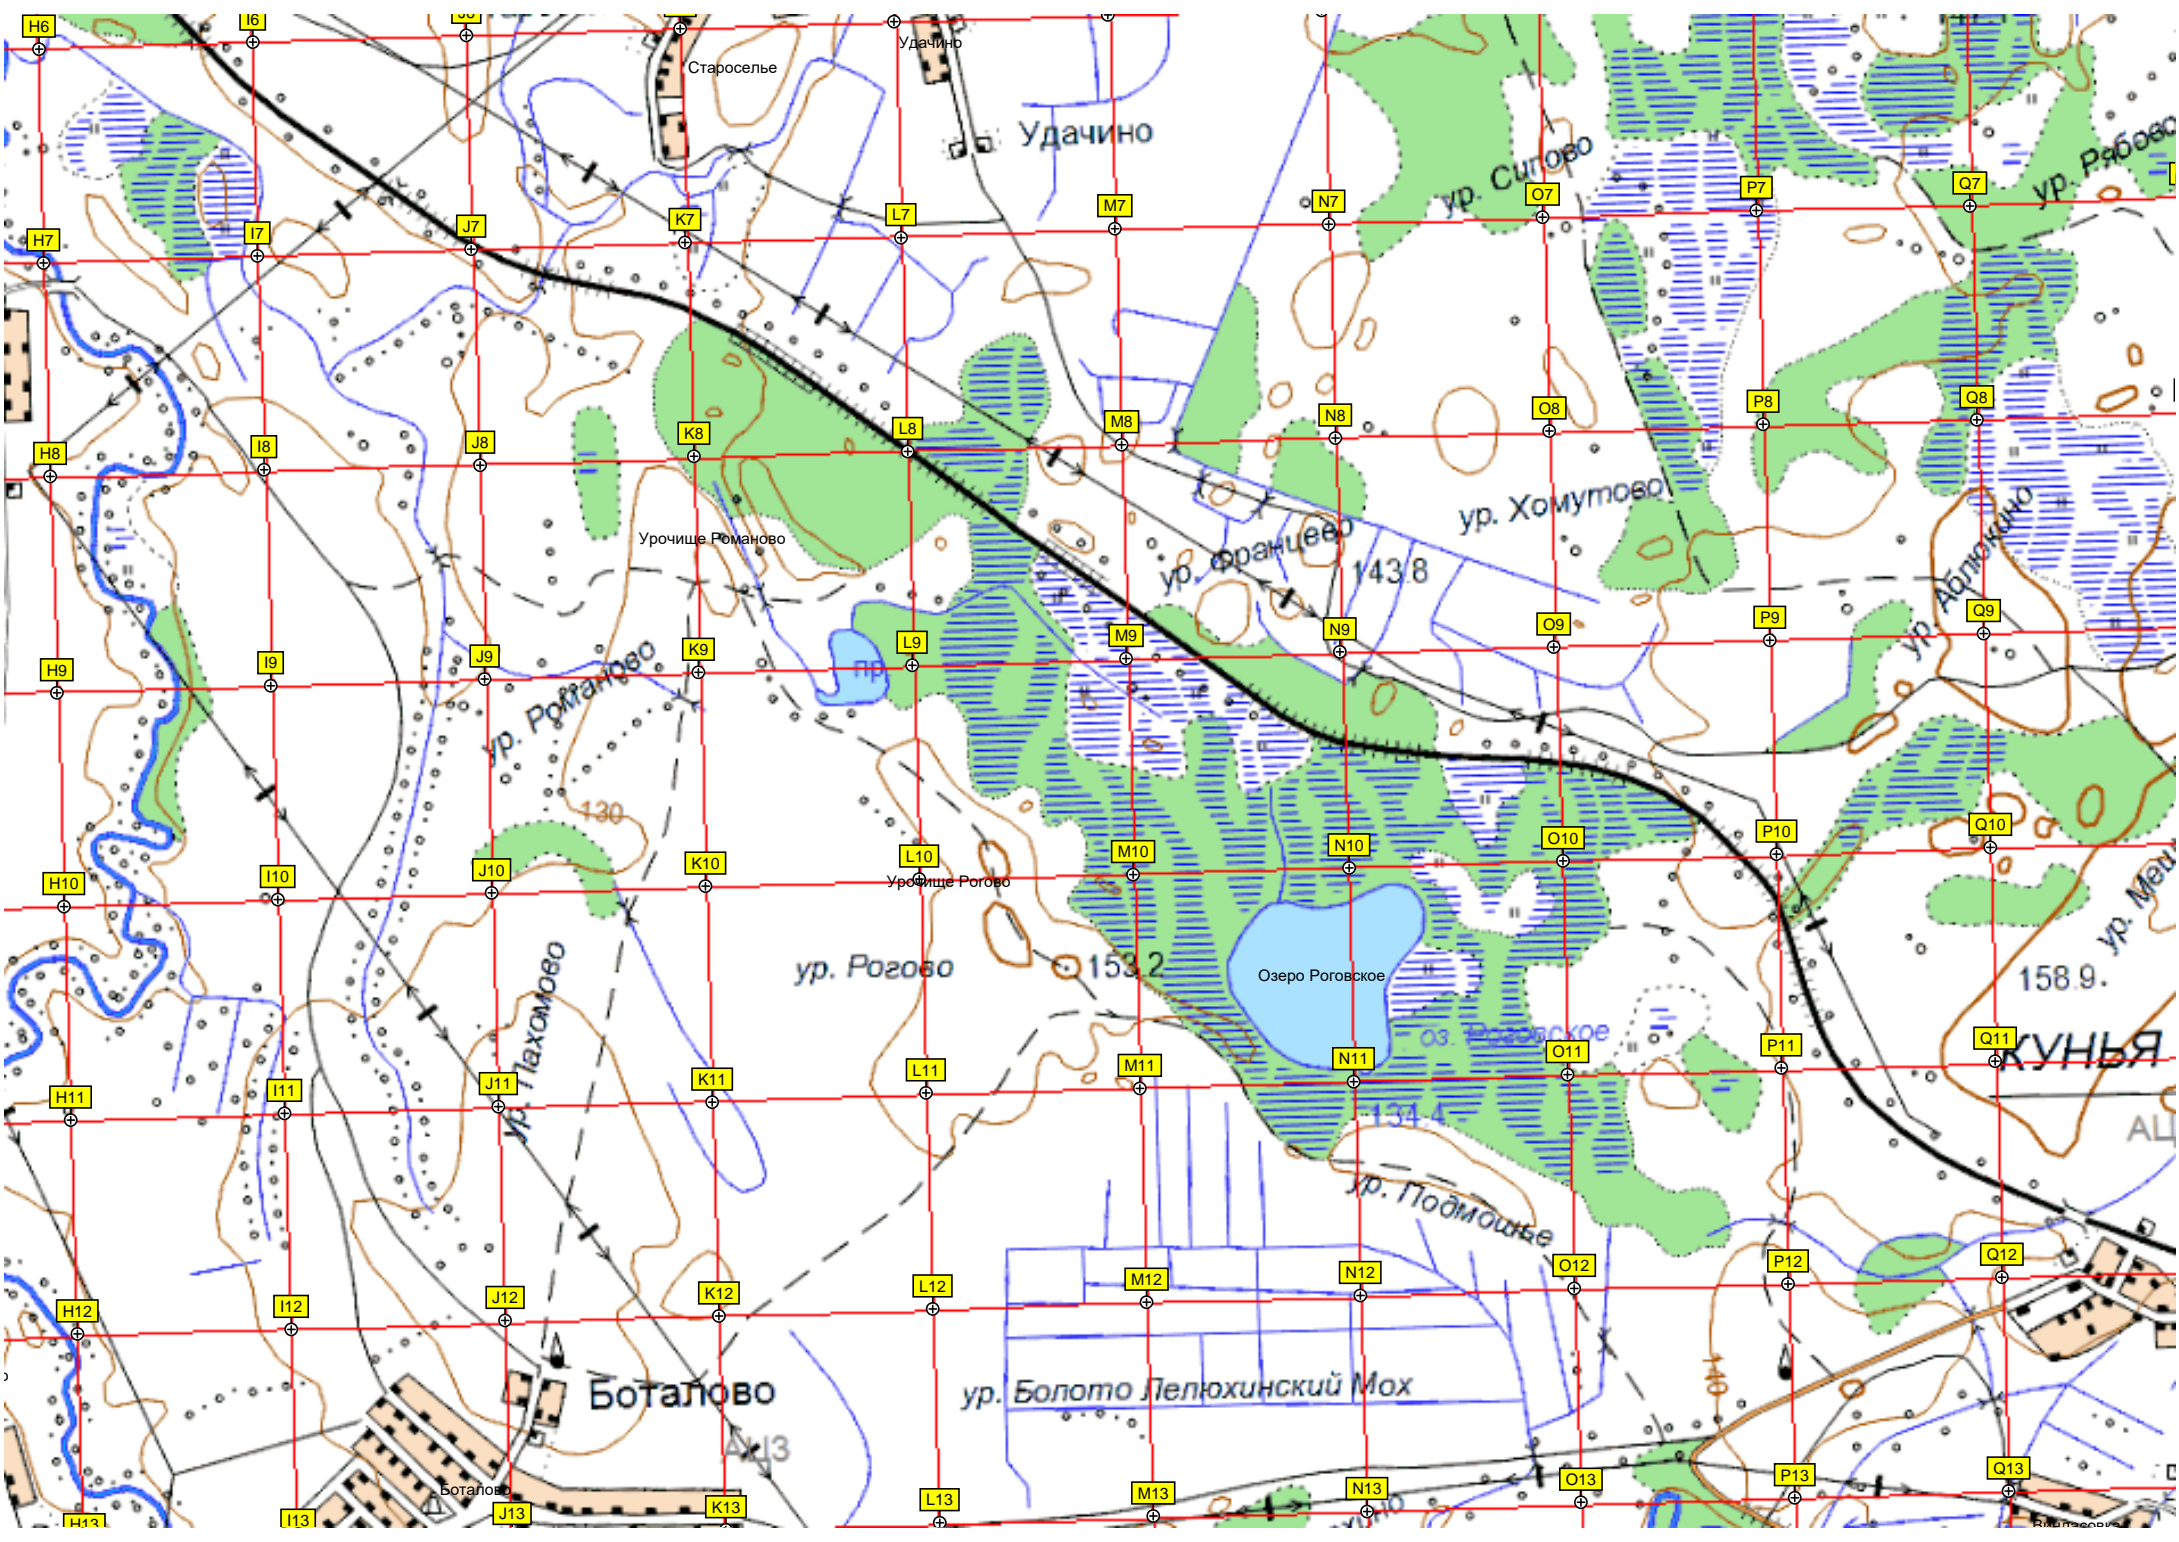 H6
I6
Удачино
Староселье
Удачино
ур. Сипово
ур. Рябово
H7
I7
J7
K7
L7
M7
N7
O7
P7
Q7
H8
I8
J8
K8
L8
M8
N8
O8
P8
Q8
ур. Хомутово
Урочище Романово
ур. Францево
143.8
ур. Аблюкино
H9
I9
J9
K9
L9
M9
N9
O9
P9
Q9
пр.
ур. Романово
130
H10
I10
J10
K10
L10
M10
N10
O10
P10
Q10
Урочище Рогово
ур. Рогово
153.2
Озеро Роговское
158.9
ур. Пахомово
оз. Роговское
КУНЬЯ
H11
I11
J11
K11
L11
M11
N11
O11
P11
Q11
134.4
АЦ
ур. Подмошье
H12
I12
J12
K12
L12
M12
N12
O12
P12
Q12
140
Боталово
ур. Болото Лелюхинский Мох
АЦЗ
Боталово
H13
I13
J13
K13
L13
M13
N13
O13
P13
Q13